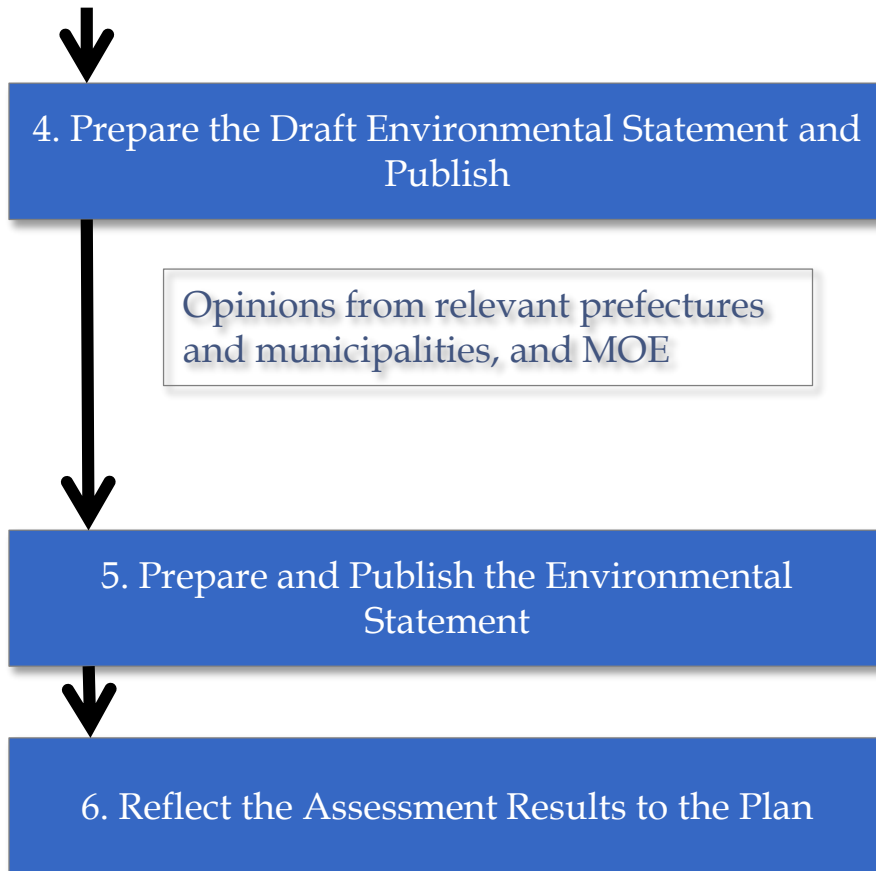 4. Prepare the Draft Environmental Statement and
Publish
Opinions from relevant prefectures
and municipalities, and MOE
5. Prepare and Publish the Environmental
Statement
6. Reflect the Assessment Results to the Plan